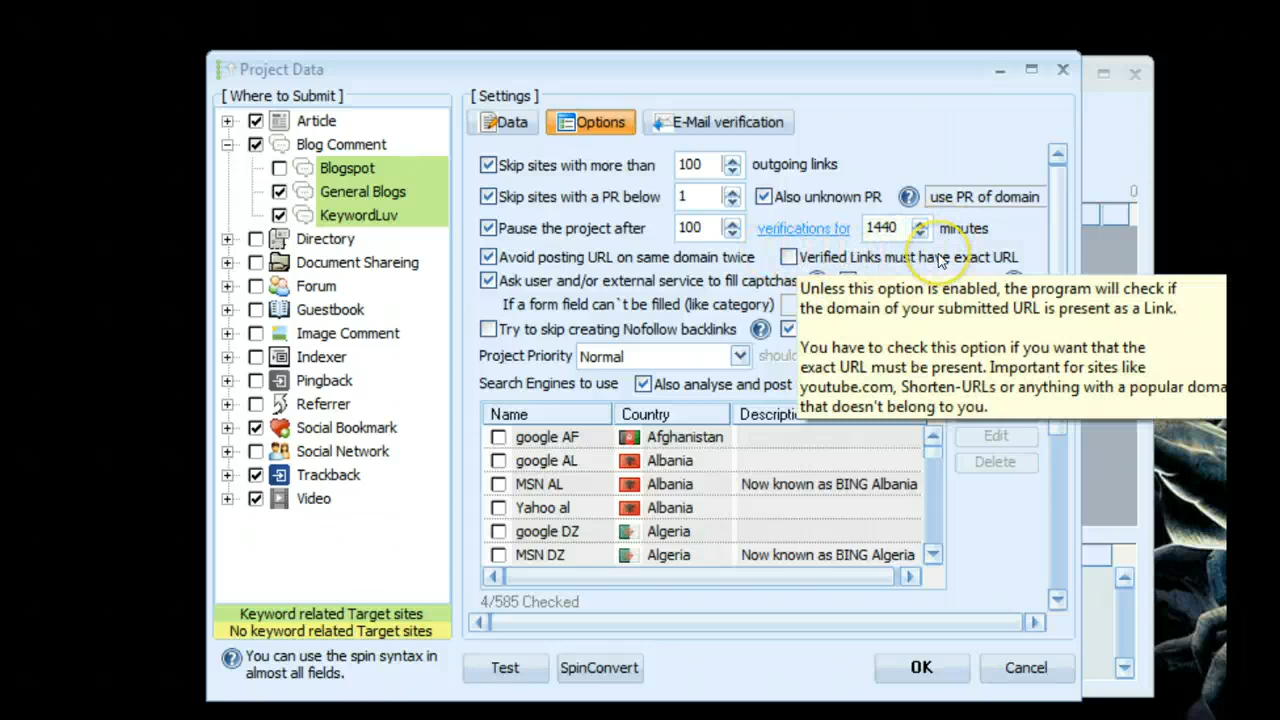 Project Data
[ Where to Submit ]
Article
Blog Comment
Blogspot
General Blogs
KeywordLuv
Directory
Document Shareing
Forum
Guestbook
Image Comment
Indexer
Pingback
Referrer
Social Bookmark
Social Network
Trackback
Video
Keyword related Target sites
No keyword related Target sites
You can use the spin syntax in
almost all fields.
[ Settings ]
Data Options E-Mail verification
Skip sites with more than 100 outgoing links
Skip sites with a PR below 1 Also unknown PR use PR of domain
Pause the project after 100 verifications for 1440 minutes
Avoid posting URL on same domain twice Verified Links must have exact URL
Ask user and/or external service to fill captchas
If a form field can`t be filled (like category)
Try to skip creating Nofollow backlinks
Project Priority Normal
Search Engines to use Also analyse and post
Unless this option is enabled, the program will check if
the domain of your submitted URL is present as a Link.
You have to check this option if you want that the
exact URL must be present. Important for sites like
youtube.com, Shorten-URLs or anything with a popular
that doesn't belong to you.
Name Country
google AF Afghanistan
google AL Albania
MSN AL Albania Now known as BING Albania
Yahoo al Albania
google DZ Algeria
MSN DZ Algeria Now known as BING Algeria
Edit
Delete
4/585 Checked
Test SpinConvert OK Cancel
0